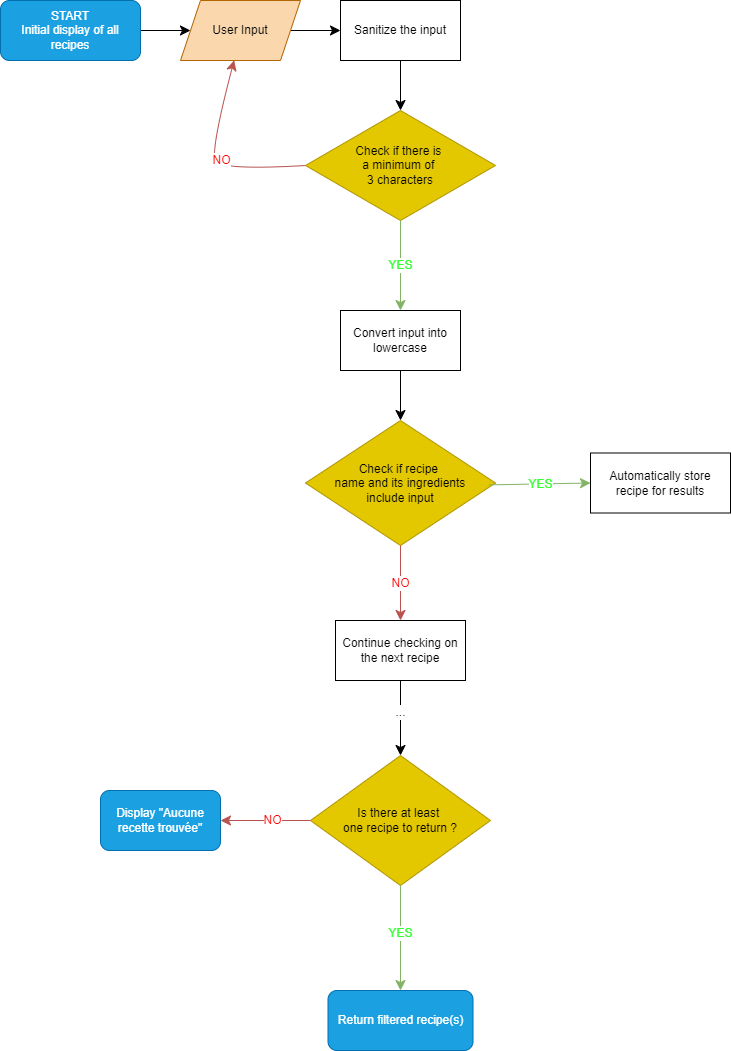 START
Initial display of all
recipes
User Input
Sanitize the input
Check if there is
a minimum of
3 characters
NO
YES
Convert input into
lowercase
Check if recipe
name and its ingredients
include input
YES
Automatically store
recipe for results
NO
Continue checking on
the next recipe
...
Is there at least
one recipe to return ?
NO
Display "Aucune
recette trouvée"
YES
Return filtered recipe(s)